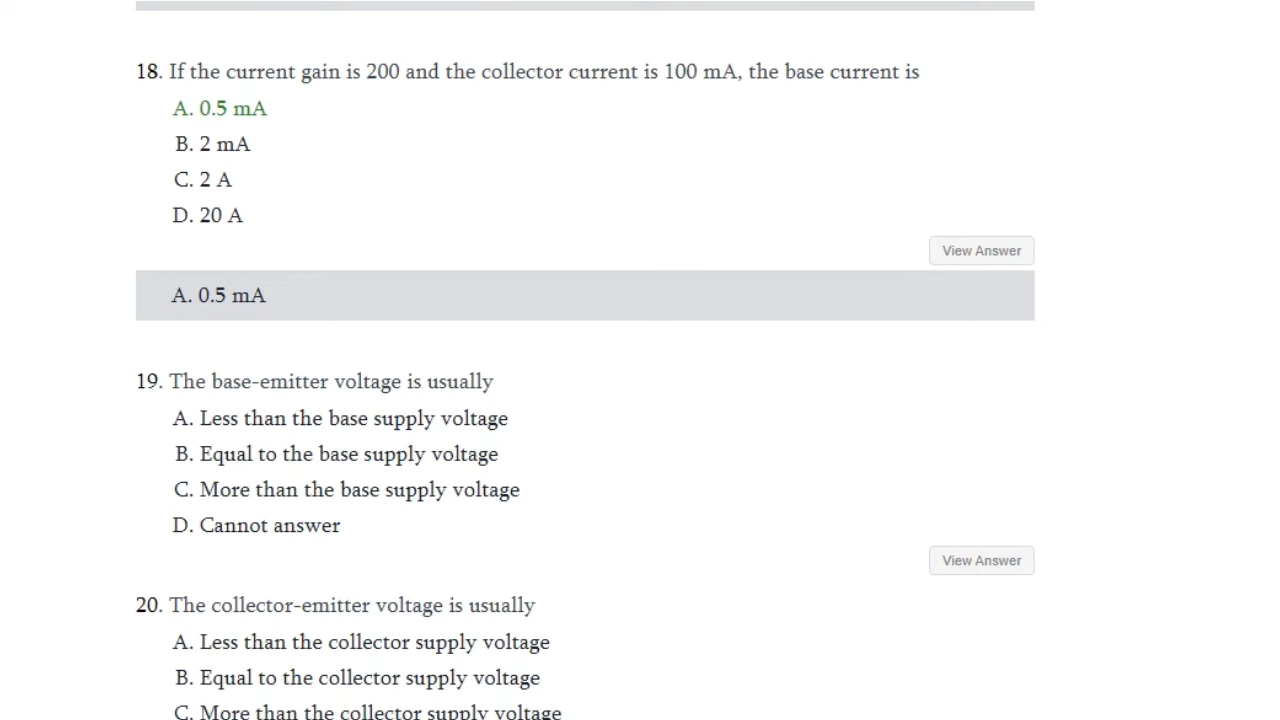 18. If the current gain is 200 and the collector current is 100 mA, the base current is
A. 0.5 mA
B. 2 mA
C. 2 A
D. 20 A
View Answer
A. 0.5 mA
19. The base-emitter voltage is usually
A. Less than the base supply voltage
B. Equal to the base supply voltage
C. More than the base supply voltage
D. Cannot answer
View Answer
20. The collector-emitter voltage is usually
A. Less than the collector supply voltage
B. Equal to the collector supply voltage
C. More than the collector supply voltage